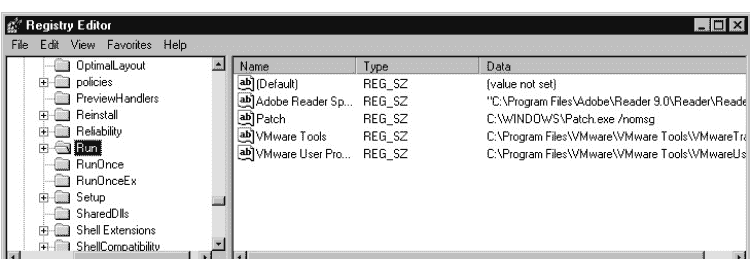 Registry Editor
File Edit View Favorites Help
OptimalLayout
policies
PreviewHandlers
Reinstall
Reliability
Run
RunOnce
RunOnceEx
Setup
SharedDlls
Shell Extensions
ShellCompatibility
Name Type Data
(Default) REG_SZ (value not set)
Adobe Reader Sp... REG_SZ "C:\Program Files\Adobe\Reader 9.0\Reader\Reade
Patch REG_SZ C:\WINDOWS\Patch.exe /nomsg
VMware Tools REG_SZ C:\Program Files\VMware\VMware Tools\VMwareTra
VMware User Pro... REG_SZ C:\Program Files\VMware\VMware Tools\VMwareUs